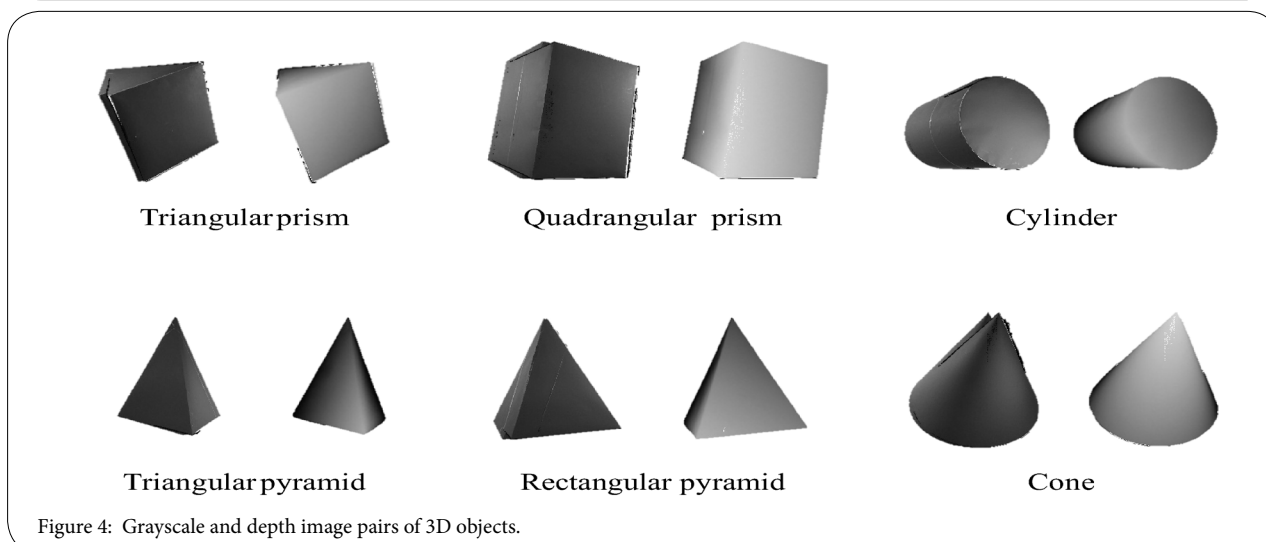 Triangular prism
Quadrangular prism
Cylinder
Triangular pyramid
Rectangular pyramid
Cone
Figure 4: Grayscale and depth image pairs of 3D objects.